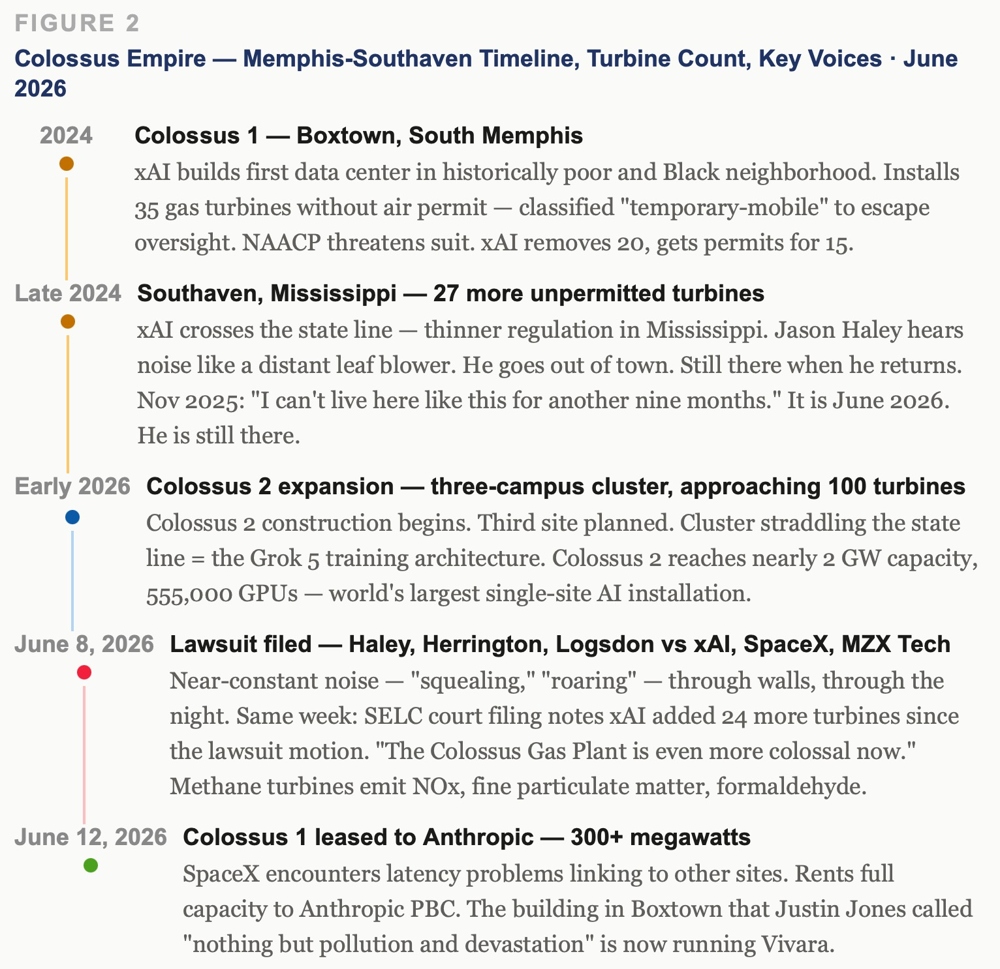 FIGURE 2
Colossus Empire — Memphis-Southaven Timeline, Turbine Count, Key Voices · June
2026
2024
Colossus 1 — Boxtown, South Memphis
xAI builds first data center in historically poor and Black neighborhood. Installs
35 gas turbines without air permit — classified "temporary-mobile" to escape
oversight. NAACP threatens suit. xAI removes 20, gets permits for 15.
Late 2024
Southaven, Mississippi — 27 more unpermitted turbines
xAI crosses the state line — thinner regulation in Mississippi. Jason Haley hears
noise like a distant leaf blower. He goes out of town. Still there when he returns.
Nov 2025: "I can't live here like this for another nine months." It is June 2026.
He is still there.
Early 2026
Colossus 2 expansion — three-campus cluster, approaching 100 turbines
Colossus 2 construction begins. Third site planned. Cluster straddling the state
line = the Grok 5 training architecture. Colossus 2 reaches nearly 2 GW capacity,
555,000 GPUs — world's largest single-site AI installation.
June 8, 2026
Lawsuit filed — Haley, Herrington, Logsdon vs xAI, SpaceX, MZX Tech
Near-constant noise — "squealing," "roaring" — through walls, through the
night. Same week: SELC court filing notes xAI added 24 more turbines since
the lawsuit motion. "The Colossus Gas Plant is even more colossal now."
Methane turbines emit NOx, fine particulate matter, formaldehyde.
June 12, 2026
Colossus 1 leased to Anthropic — 300+ megawatts
SpaceX encounters latency problems linking to other sites. Rents full
capacity to Anthropic PBC. The building in Boxtown that Justin Jones called
"nothing but pollution and devastation" is now running Vivara.